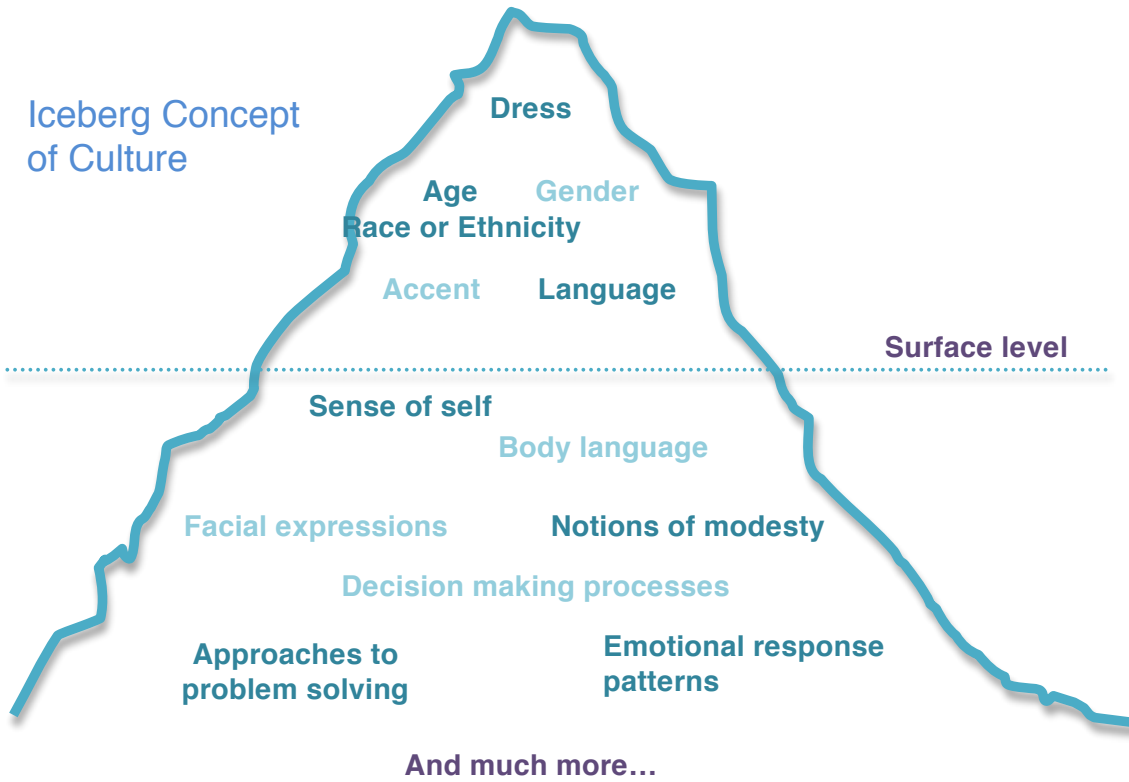 Iceberg Concept
of Culture
Dress
Age Gender
Race or Ethnicity
Accent Language
Surface level
Sense of self
Body language
Facial expressions Notions of modesty
Decision making processes
Approaches to
problem solving
Emotional response
patterns
And much more…